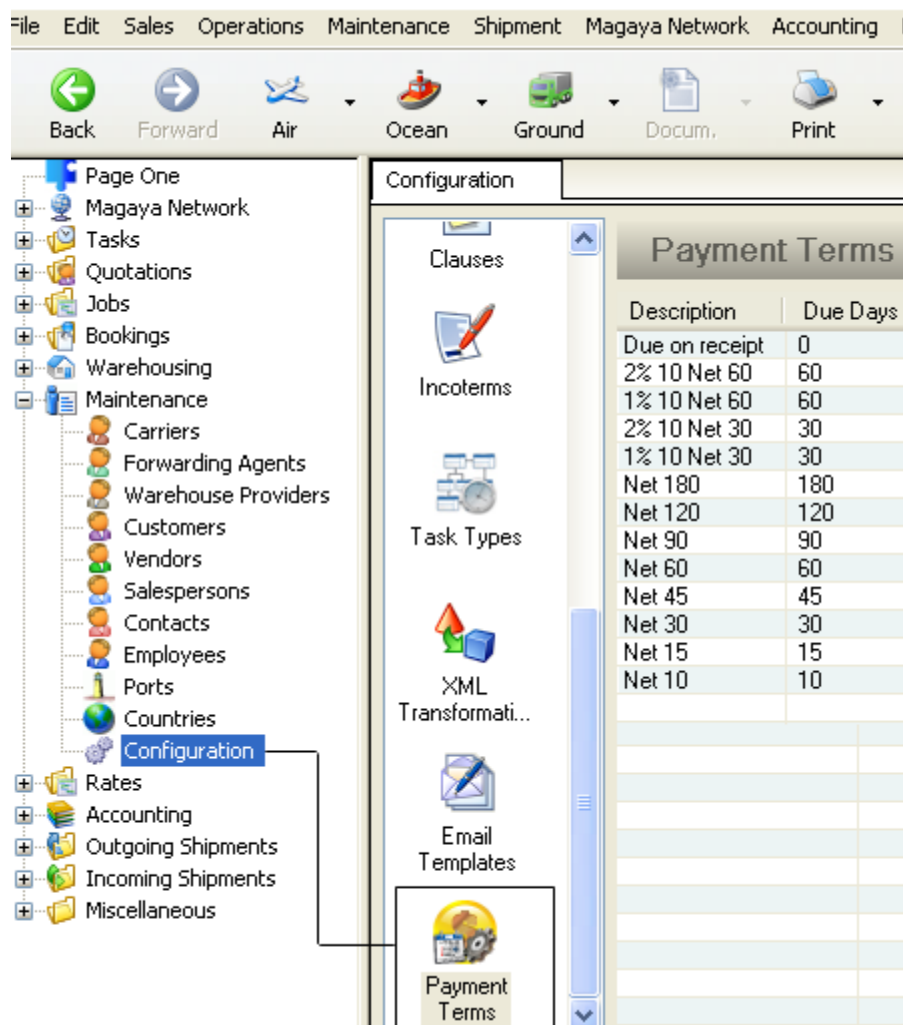 File Edit Sales Operations Maintenance Shipment Magaya Network Accounting
Back Forward Air Ocean Ground Docum. Print
Page One
Magaya Network
Tasks
Quotations
Jobs
Bookings
Warehousing
Maintenance
Carriers
Forwarding Agents
Warehouse Providers
Customers
Vendors
Salespersons
Contacts
Employees
Ports
Countries
Configuration
Rates
Accounting
Outgoing Shipments
Incoming Shipments
Miscellaneous
Configuration
Clauses
Incoterms
Task Types
XML
Transformati...
Email
Templates
Payment
Terms
Payment Terms
Description Due Days
Due on receipt 0
2% 10 Net 60 60
1% 10 Net 60 60
2% 10 Net 30 30
1% 10 Net 30 30
Net 180 180
Net 120 120
Net 90 90
Net 60 60
Net 45 45
Net 30 30
Net 15 15
Net 10 10